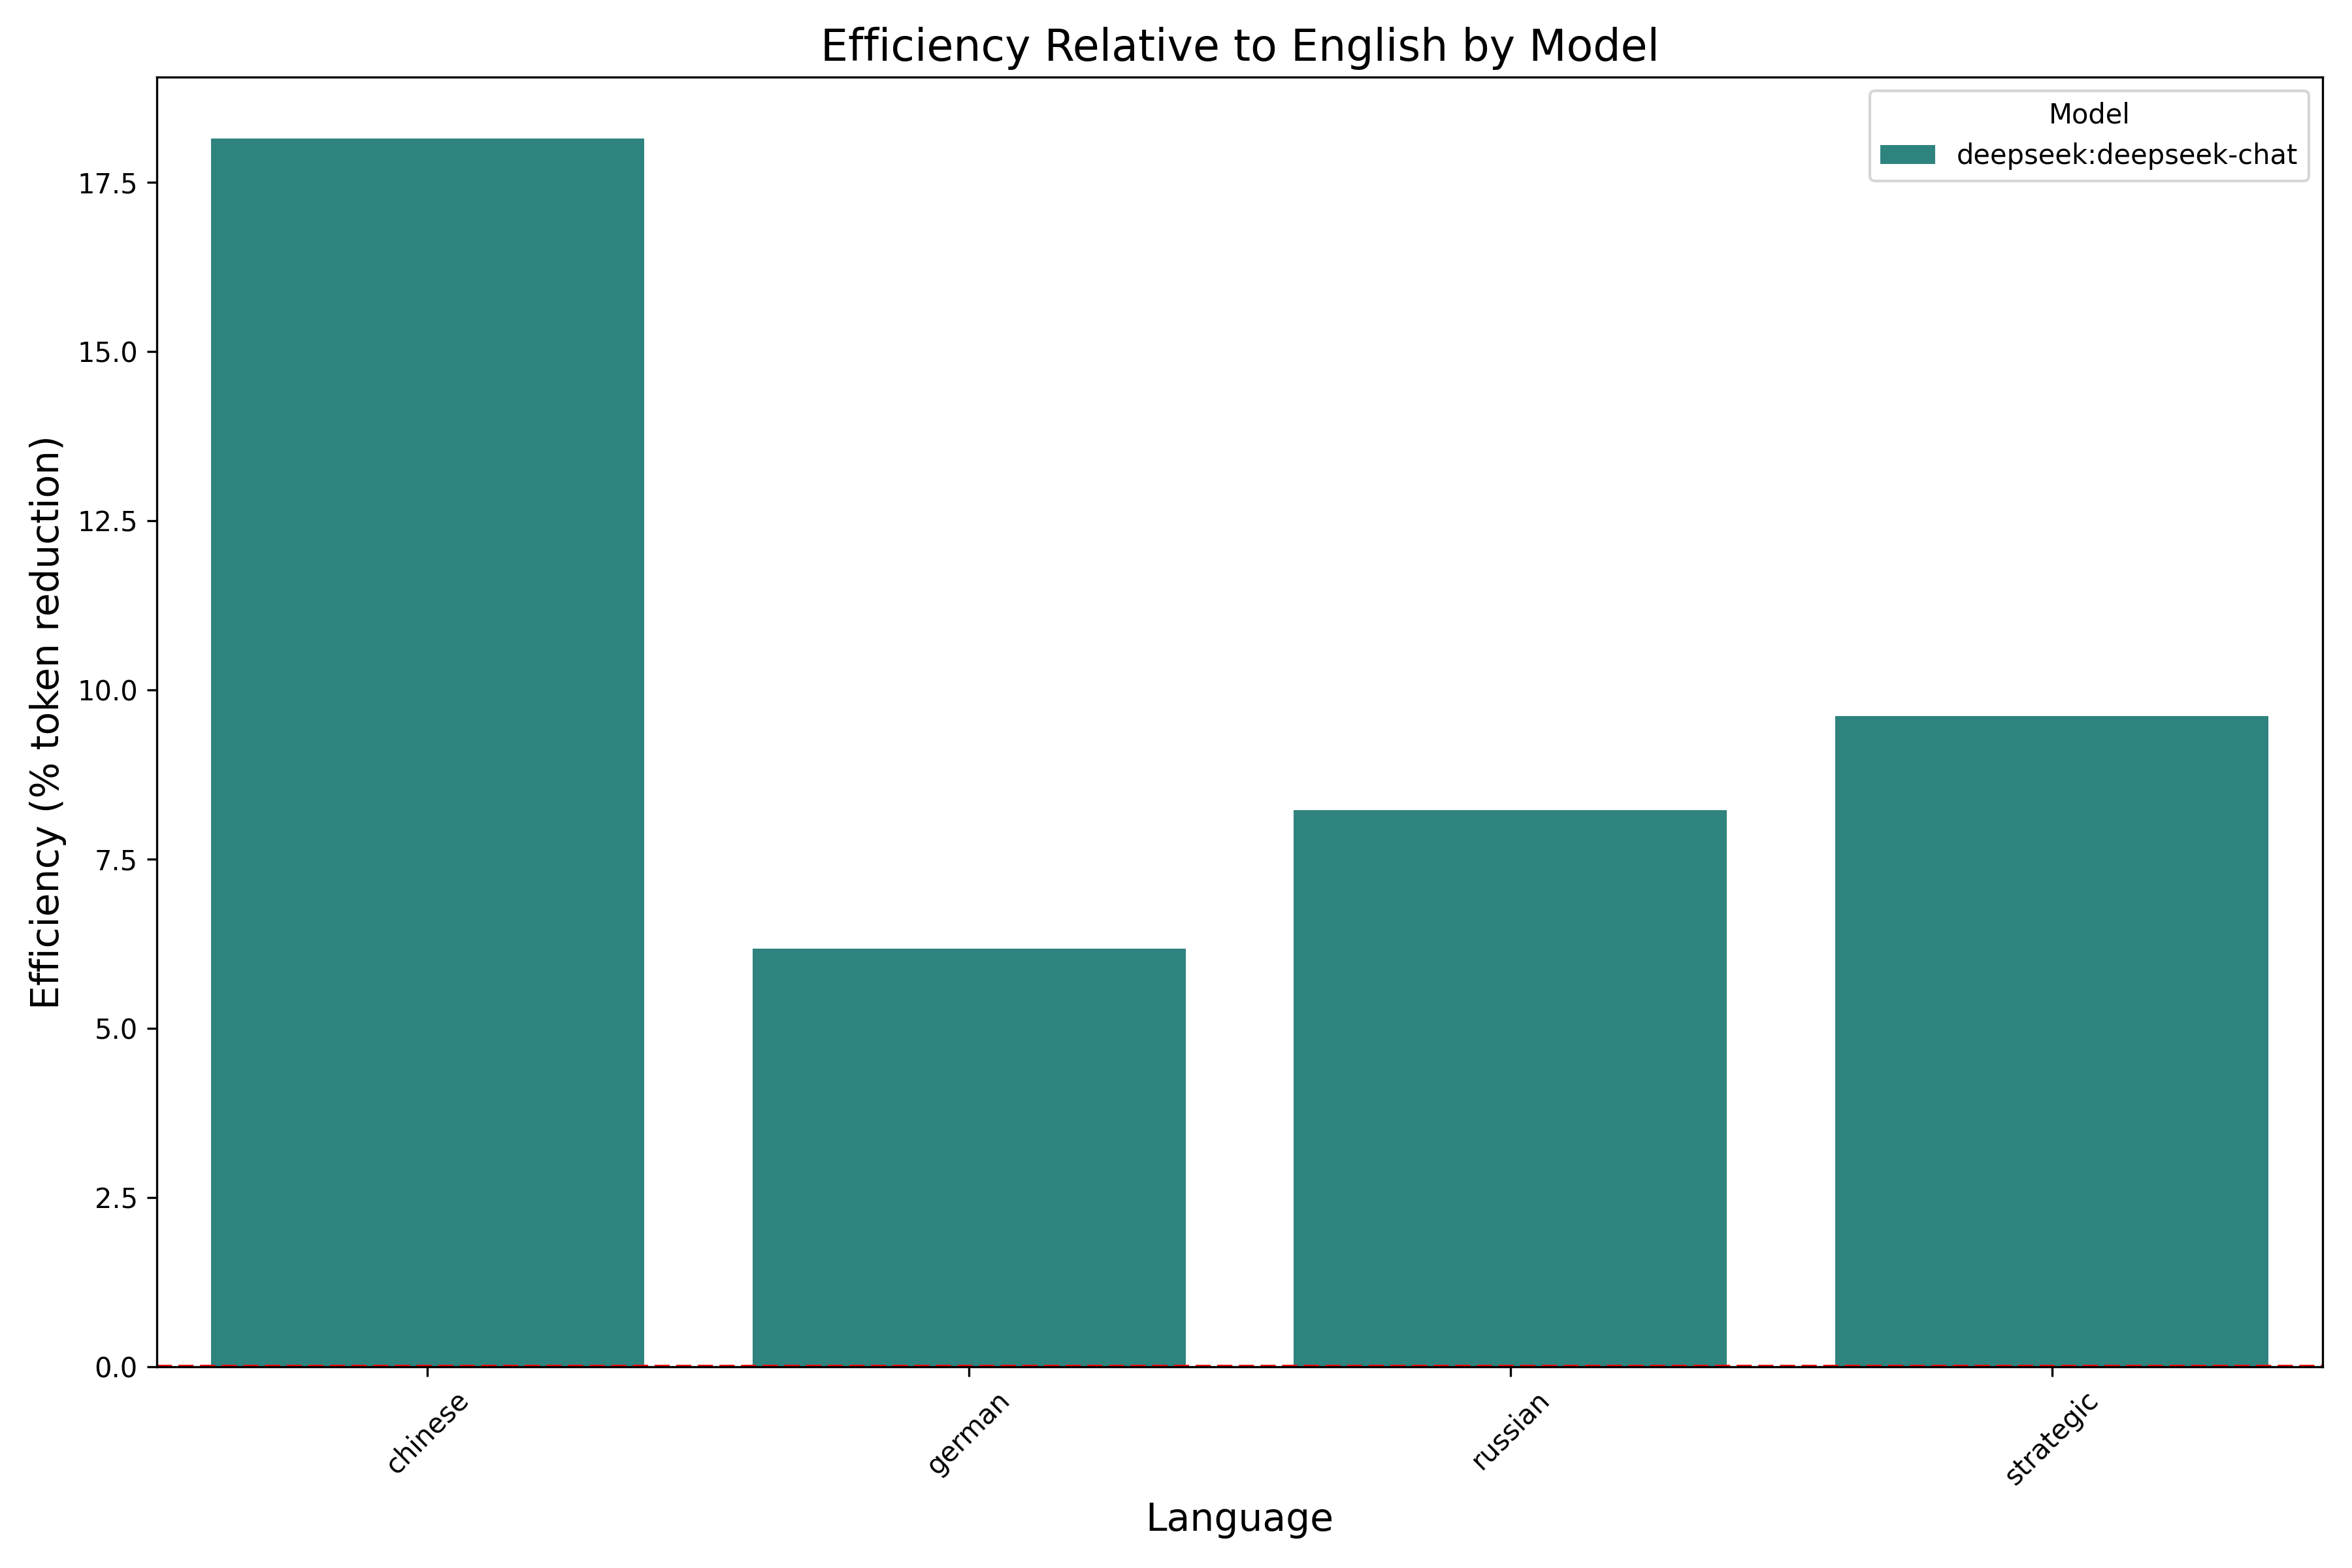 Efficiency Relative to English by Model
Model
deepseek:deepseek-chat
Efficiency (% token reduction)
17.5
15.0
12.5
10.0
7.5
5.0
2.5
0.0
chinese
german
russian
strategic
Language